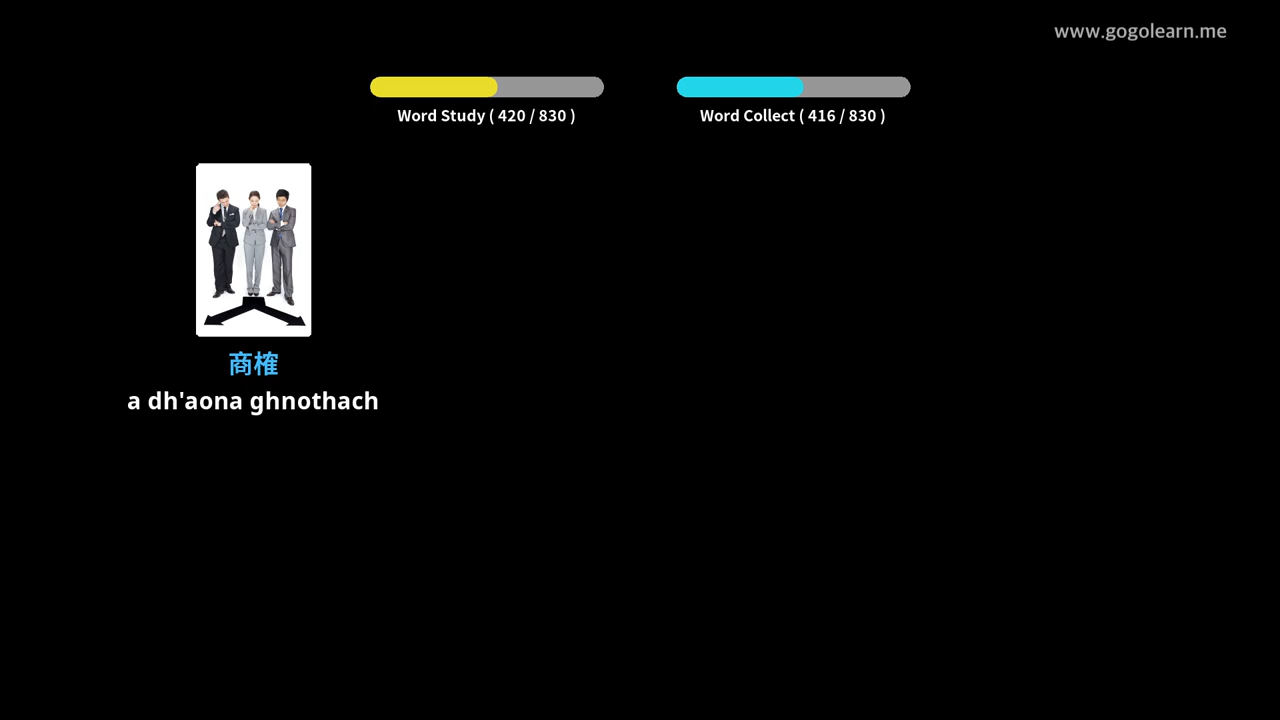 www.gogolearn.me
Word Study ( 420 / 830 )
Word Collect ( 416 / 830 )
商榷
a dh'aona ghnothach